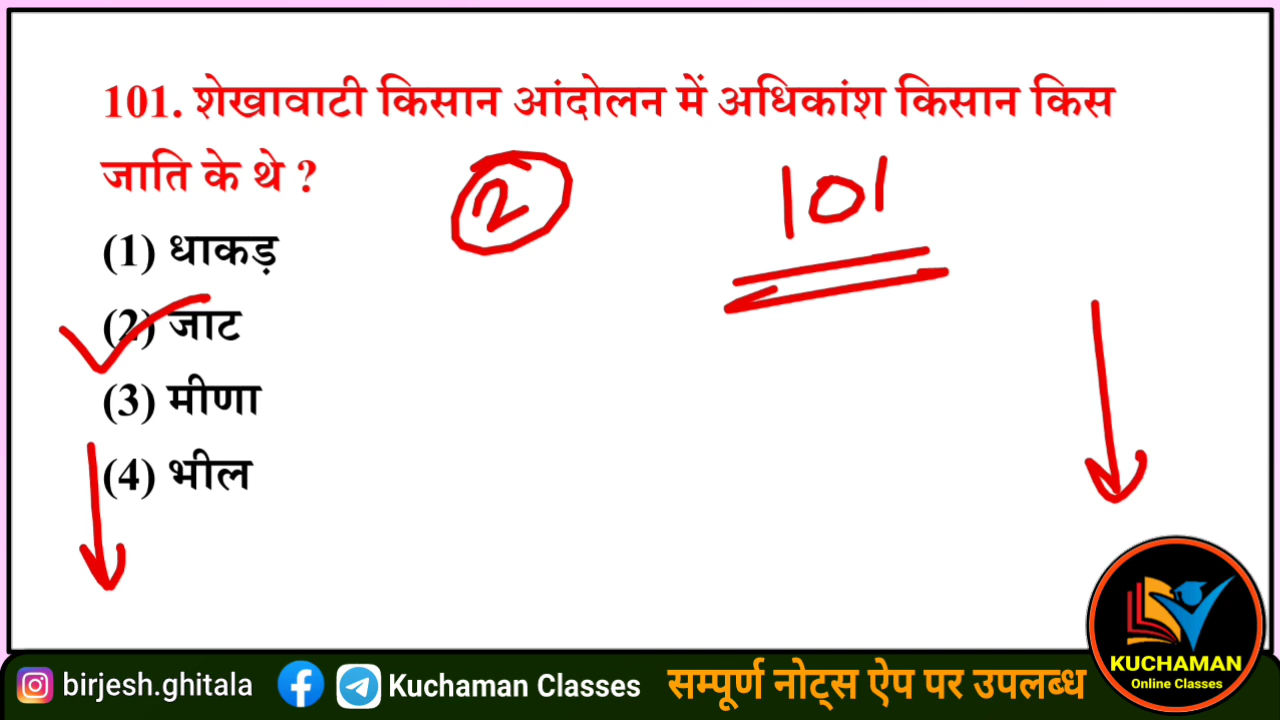 101. शेखावाटी किसान आंदोलन में अधिकांश किसान किस
जाति के थे ?
2
101
(1) धाकड़
(2) जाट
(3) मीणा
(4) भील
KUCHAMAN
Online Classes
birjesh.ghitala
Kuchaman Classes
सम्पूर्ण नोट्स ऐप पर उपलब्ध